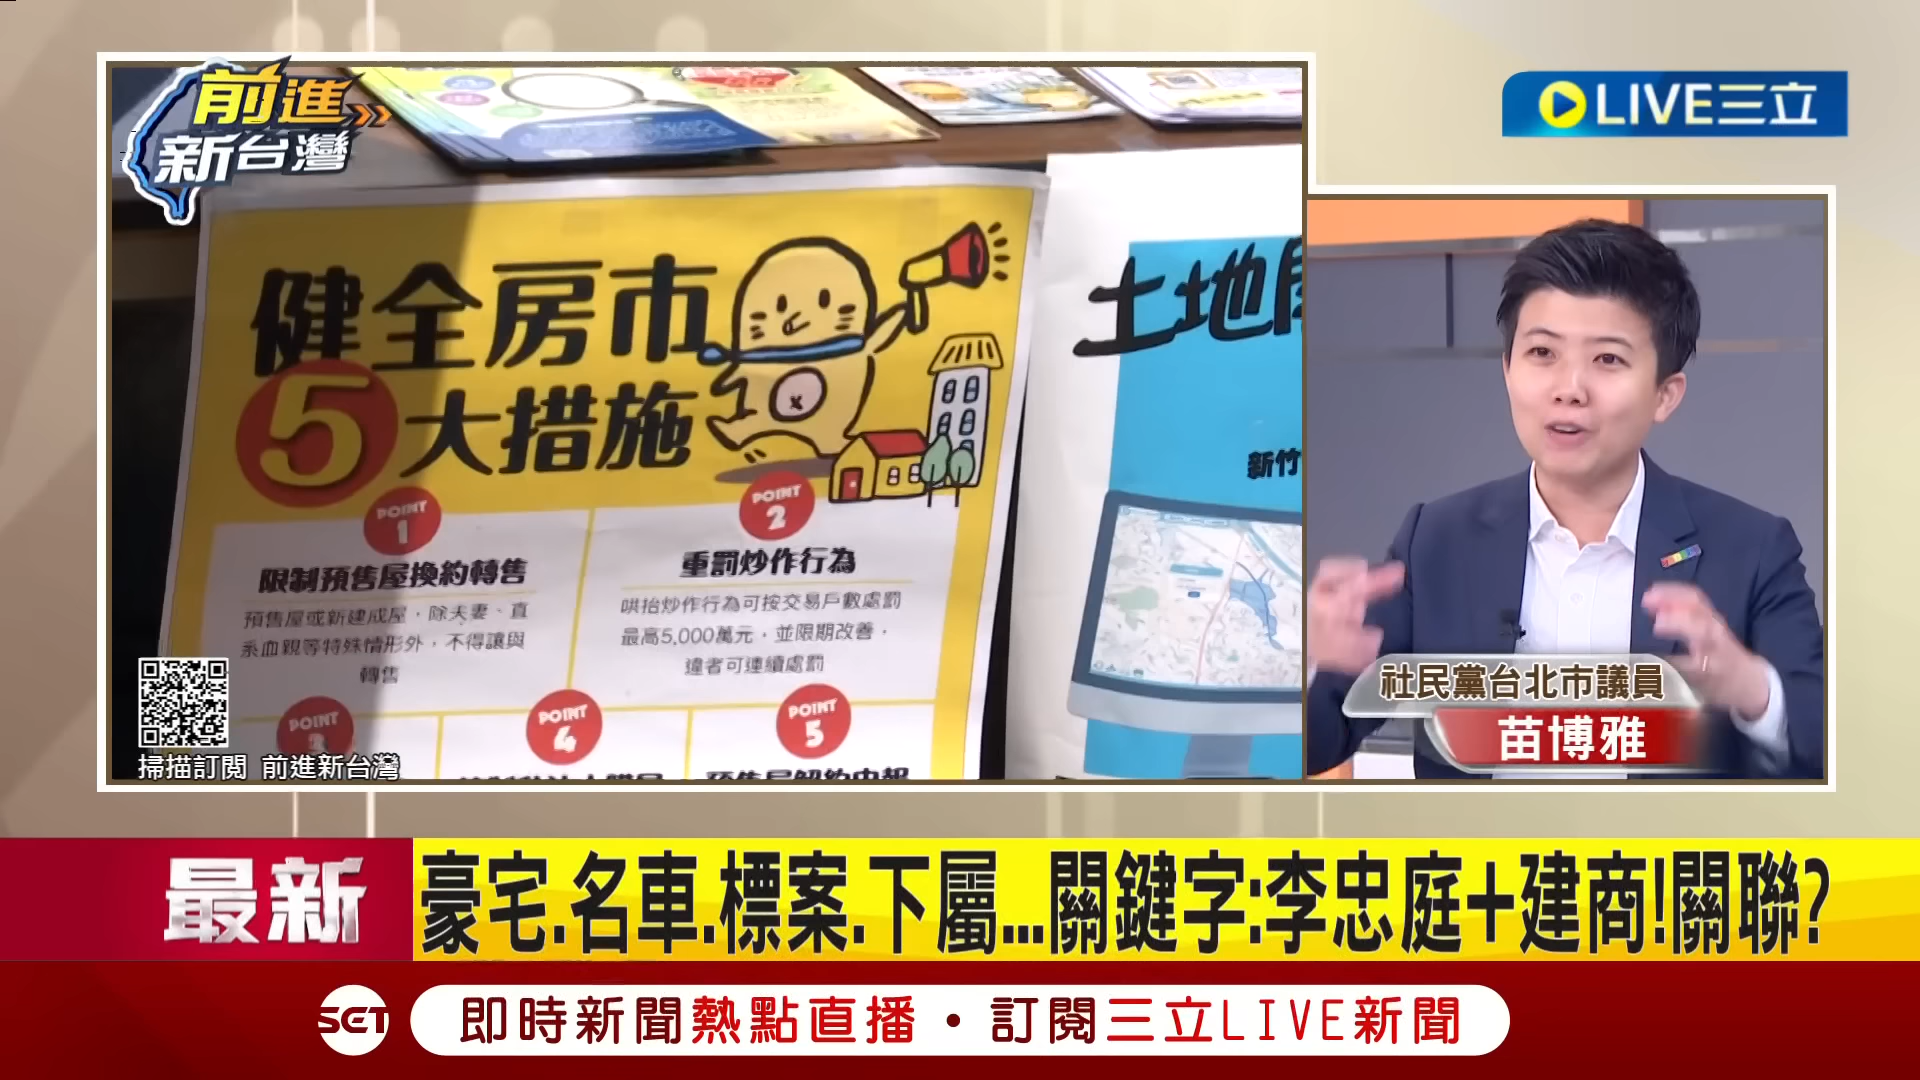 前進
新台灣
LIVE三立
健全房市
5大措施
POINT
1
限制預售屋換約轉售
預售屋或新建成屋，除夫妻、直
系血親等特殊情形外，不得讓與
轉售
POINT
2
重罰炒作行為
哄抬炒作行為可按交易戶數處罰
最高5,000萬元，並限期改善，
違者可連續處罰
POINT
3
POINT
4
POINT
5
預售屋解約申報
土地
新竹
掃描訂閱 前進新台灣
社民黨台北市議員
苗博雅
最新
豪宅.名車.標案.下屬...關鍵字:李忠庭+建商!關聯?
SET
即時新聞熱點直播•訂閱三立LIVE新聞